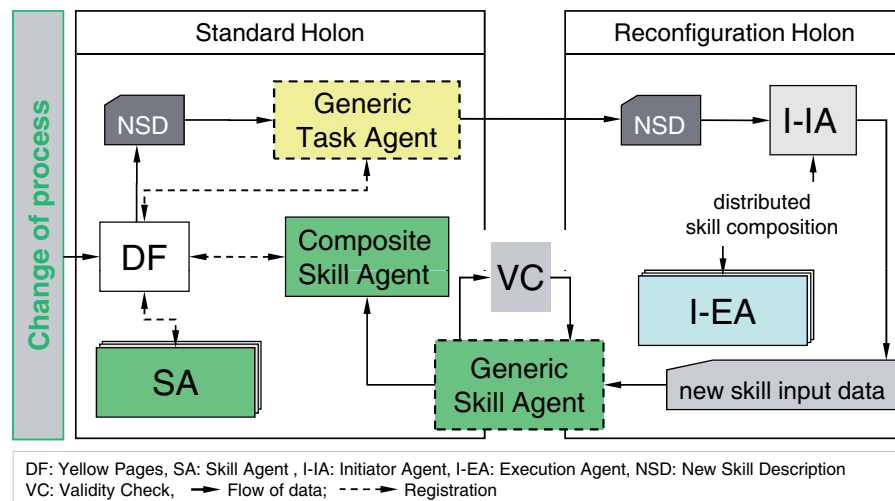 Change of process
Standard Holon
Reconfiguration Holon
NSD
Generic
Task Agent
NSD
I-IA
distributed
skill composition
DF
Composite
Skill Agent
VC
I-EA
SA
Generic
Skill Agent
new skill input data
DF: Yellow Pages, SA: Skill Agent , I-IA: Initiator Agent, I-EA: Execution Agent, NSD: New Skill Description
VC: Validity Check, Flow of data; Registration